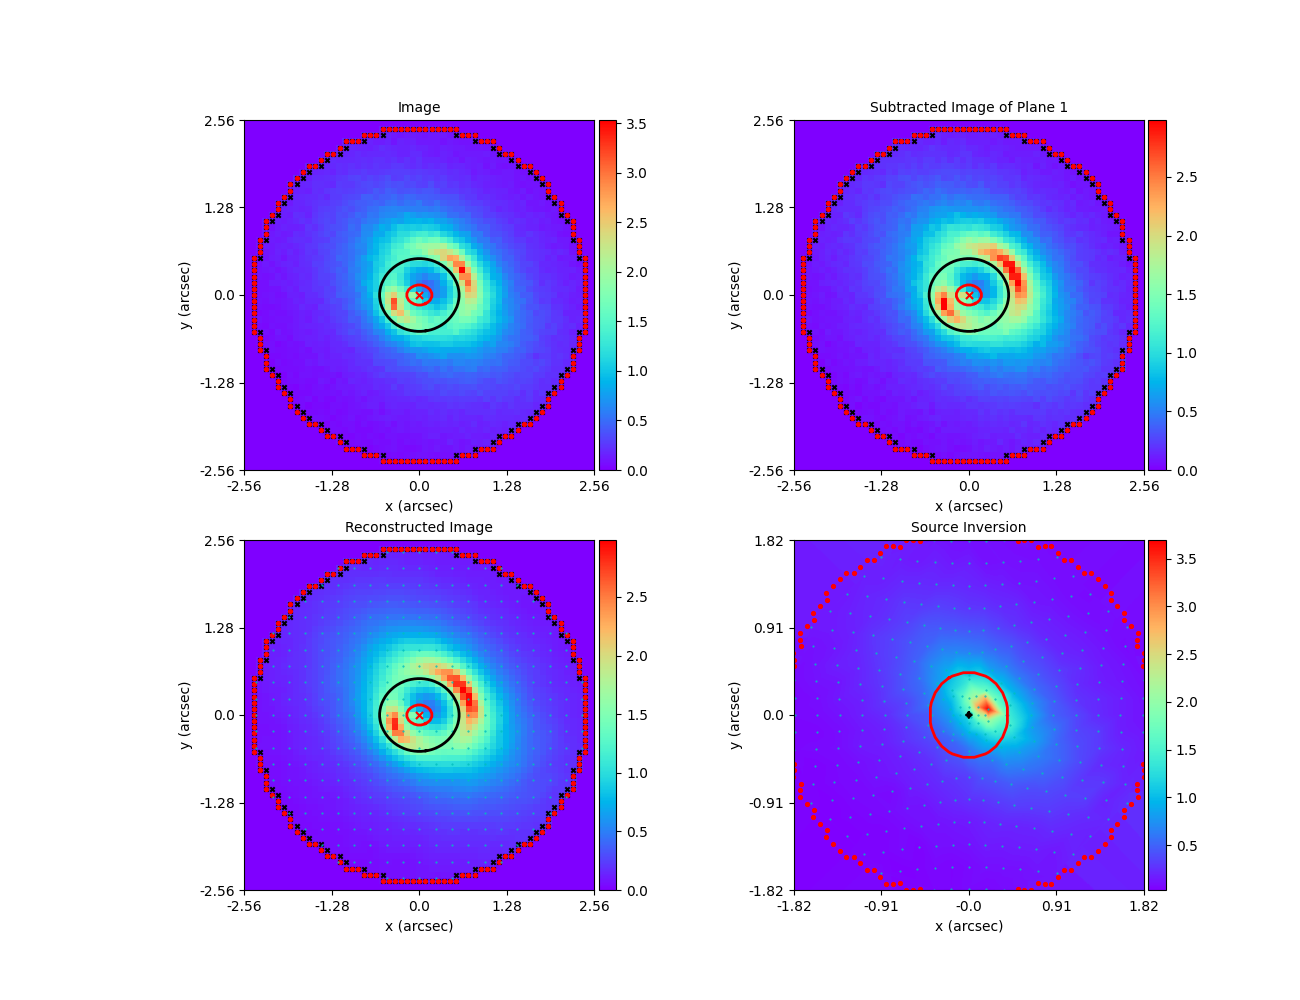 Image
2.56
1.28
0.0
-1.28
-2.56
y (arcsec)
-2.56 -1.28 0.0 1.28 2.56
x (arcsec)
3.5
3.0
2.5
2.0
1.5
1.0
0.5
0.0
Subtracted Image of Plane 1
2.56
1.28
0.0
-1.28
-2.56
y (arcsec)
-2.56 -1.28 0.0 1.28 2.56
x (arcsec)
2.5
2.0
1.5
1.0
0.5
0.0
Reconstructed Image
2.56
1.28
0.0
-1.28
-2.56
y (arcsec)
-2.56 -1.28 0.0 1.28 2.56
x (arcsec)
2.5
2.0
1.5
1.0
0.5
0.0
Source Inversion
1.82
0.91
0.0
-0.91
-1.82
y (arcsec)
-1.82 -0.91 -0.0 0.91 1.82
x (arcsec)
3.5
3.0
2.5
2.0
1.5
1.0
0.5